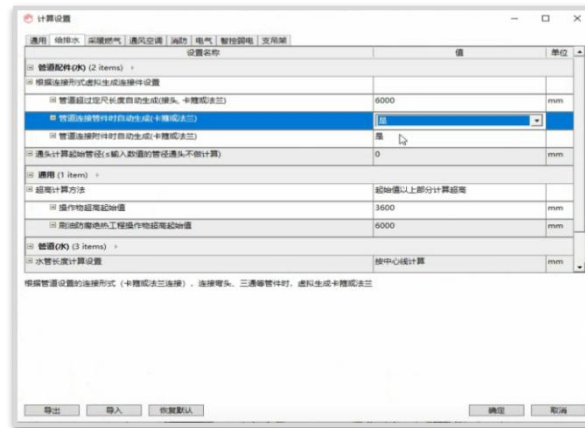 计算设置
通用 给排水 采暖燃气 通风空调 消防 电气 智控弱电 支吊架
设置名称 值 单位
管道配件(水) (2 items)
根据连接形式虚拟生成连接件设置
管道超过定尺长度自动生成(接头, 卡箍或法兰) 6000 mm
管道连接管件时自动生成(卡箍或法兰) 是
管道连接附件时自动生成(卡箍或法兰) 是
通头计算起始管径(≤输入数值的管径通头不做计算) 0 mm
通用 (1 item)
超高计算方法 起始值以上部分计算超高
操作物超高起始值 3600 mm
刷油防腐绝热工程操作物超高起始值 6000 mm
管道(水) (3 items)
水管长度计算设置 按中心线计算 mm
根据管道设置的连接形式（卡箍或法兰连接）、连接弯头、三通等管件时，虚拟生成卡箍或法兰
导出 导入 恢复默认 确定 取消